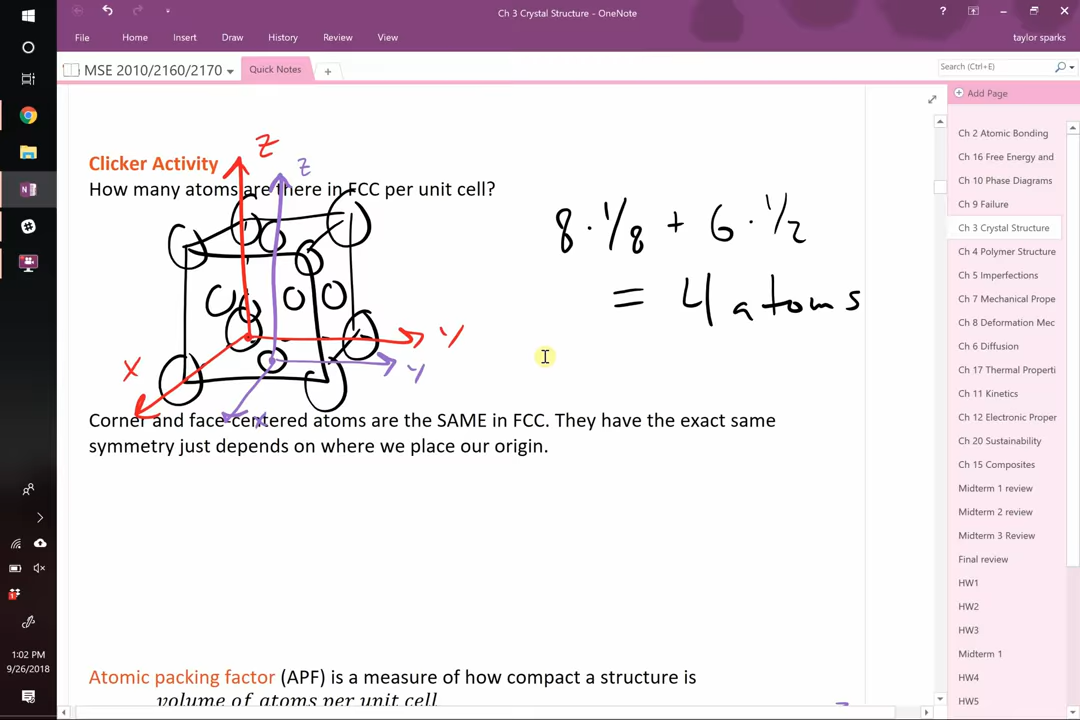 Ch 3 Crystal Structure - OneNote
File Home Insert Draw History Review View
taylor sparks
MSE 2010/2160/2170
Quick Notes
Search (Ctrl+E)
Add Page
Ch 2 Atomic Bonding
Ch 16 Free Energy and
Ch 10 Phase Diagrams
Ch 9 Failure
Ch 3 Crystal Structure
Ch 4 Polymer Structure
Ch 5 Imperfections
Ch 7 Mechanical Prope
Ch 8 Deformation Mec
Ch 6 Diffusion
Ch 17 Thermal Properti
Ch 11 Kinetics
Ch 12 Electronic Proper
Ch 20 Sustainability
Ch 15 Composites
Midterm 1 review
Midterm 2 review
Midterm 3 Review
Final review
HW1
HW2
HW3
Midterm 1
HW4
HW5
Clicker Activity
How many atoms are there in FCC per unit cell?
z
z
8 · 1/8 + 6 · 1/2
= 4 atoms
y
y
x
x
Corner and face-centered atoms are the SAME in FCC. They have the exact same
symmetry just depends on where we place our origin.
Atomic packing factor (APF) is a measure of how compact a structure is
volume of atoms per unit cell
1:02 PM
9/26/2018